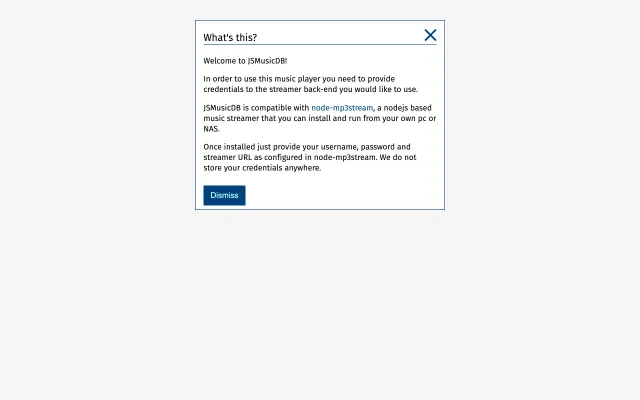 What's this?
Welcome to JSMusicDB!
In order to use this music player you need to provide
credentials to the streamer back-end you would like to use.
JSMusicDB is compatible with node-mp3stream, a nodejs based
music streamer that you can install and run from your own pc or
NAS.
Once installed just provide your username, password and
streamer URL as configured in node-mp3stream. We do not
store your credentials anywhere.
Dismiss